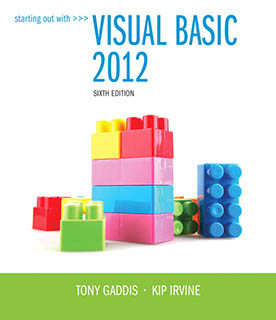 starting out with >>>
VISUAL BASIC
2012
SIXTH EDITION
TONY GADDIS · KIP IRVINE